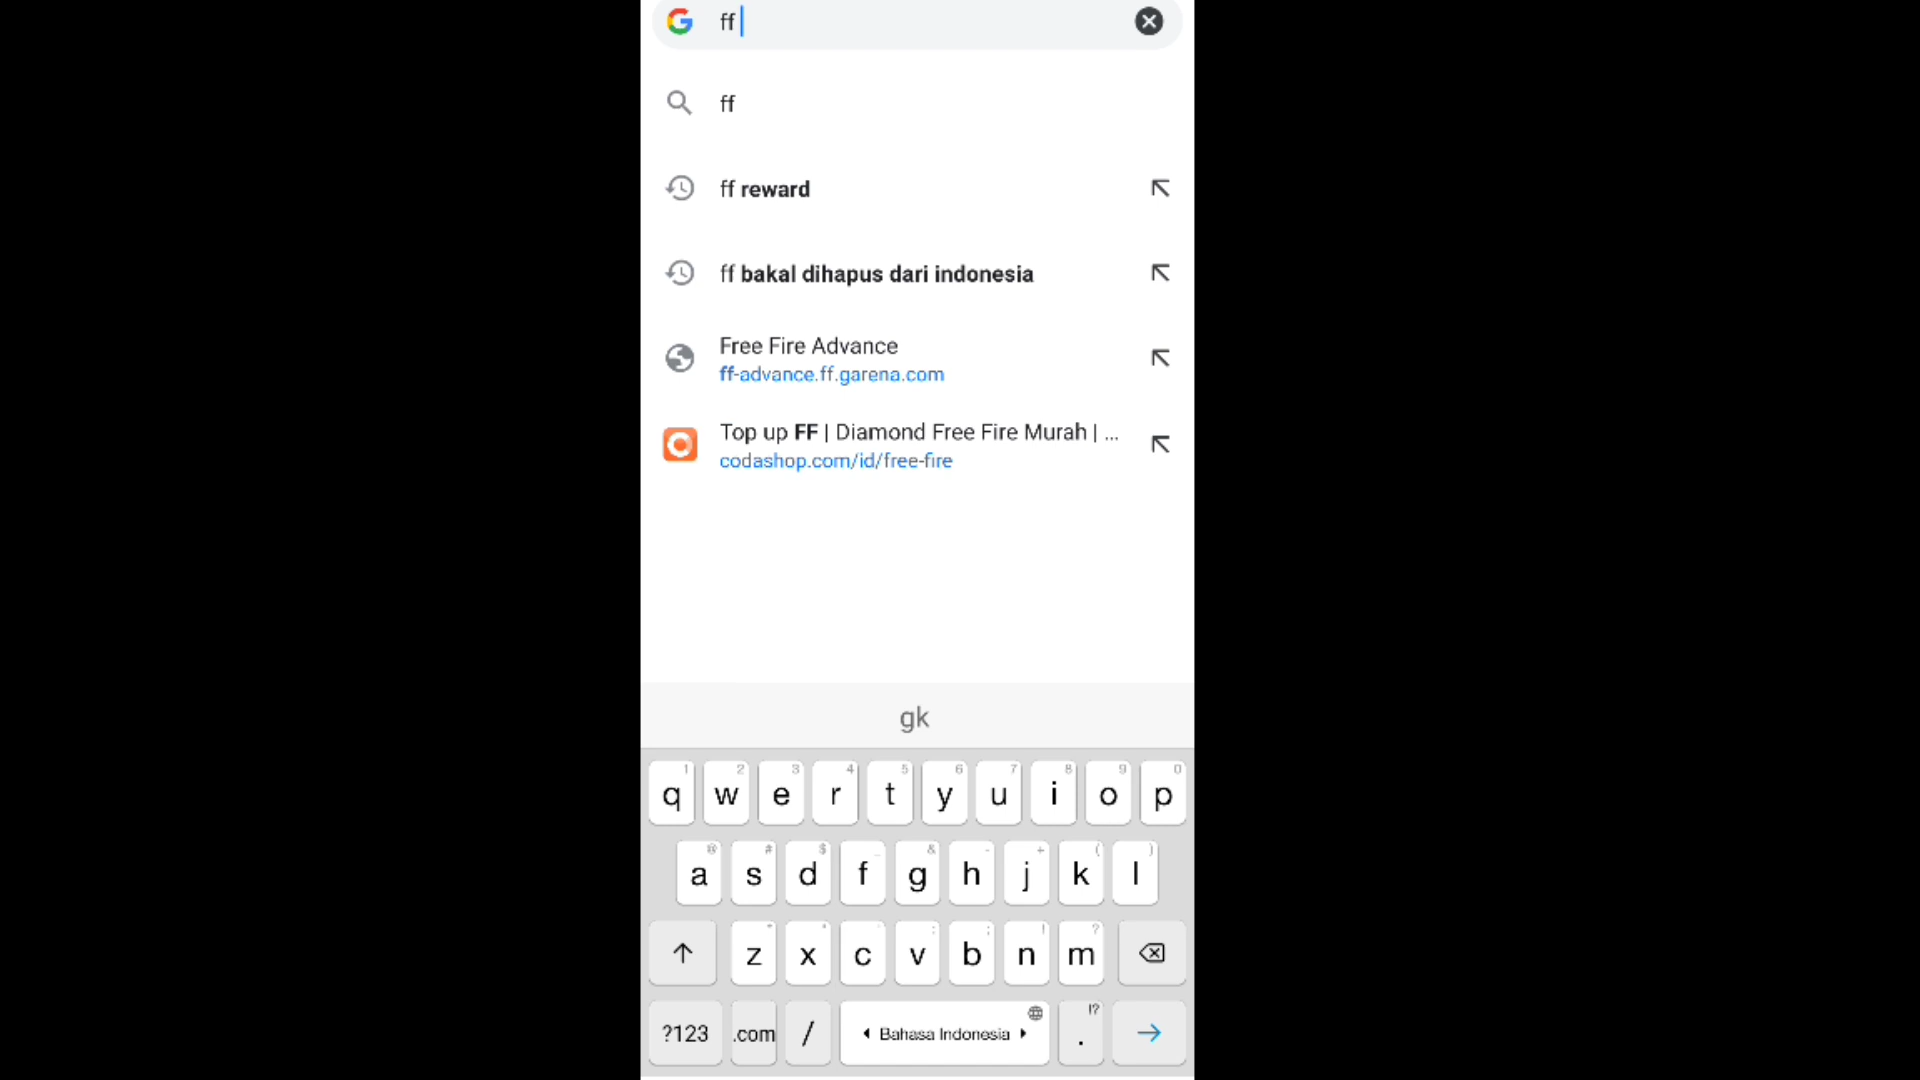 ff
ff
ff reward
ff bakal dihapus dari indonesia
Free Fire Advance
ff-advance.ff.garena.com
Top up FF | Diamond Free Fire Murah | ...
codashop.com/id/free-fire
gk
1 2 3 4 5 6 7 8 9 0
q w e r t y u i o p
@ # $ _ & - + ( )
a s d f g h j k l
z x c v b n m
!?
?123 .com / Bahasa Indonesia .